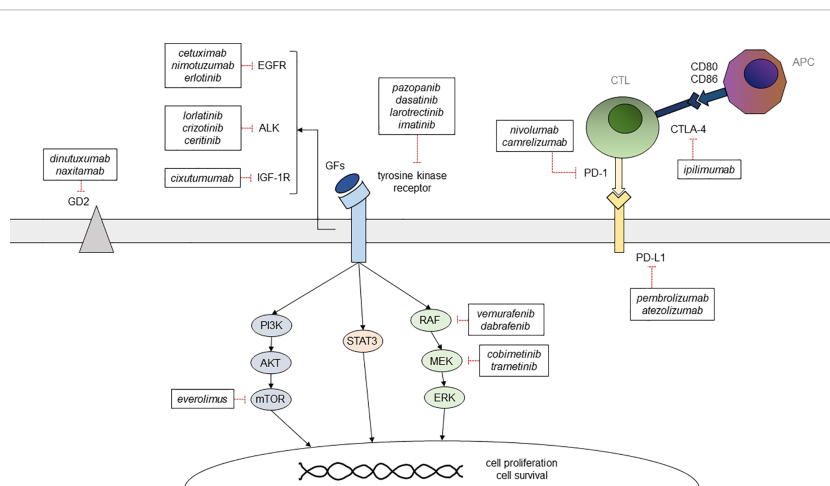 cetuximab
nimotuzumab
erlotinib
EGFR
lorlatinib
crizotinib
ceritinib
ALK
cixutumumab
IGF-1R
dinutuxumab
naxitamab
GD2
GFs
pazopanib
dasatinib
larotrectinib
imatinib
tyrosine kinase
receptor
CTL
CD80
CD86
APC
nivolumab
camrelizumab
PD-1
CTLA-4
ipilimumab
PD-L1
pembrolizumab
atezolizumab
PI3K
AKT
mTOR
everolimus
STAT3
RAF
vemurafenib
dabrafenib
MEK
cobimetinib
trametinib
ERK
cell proliferation
cell survival